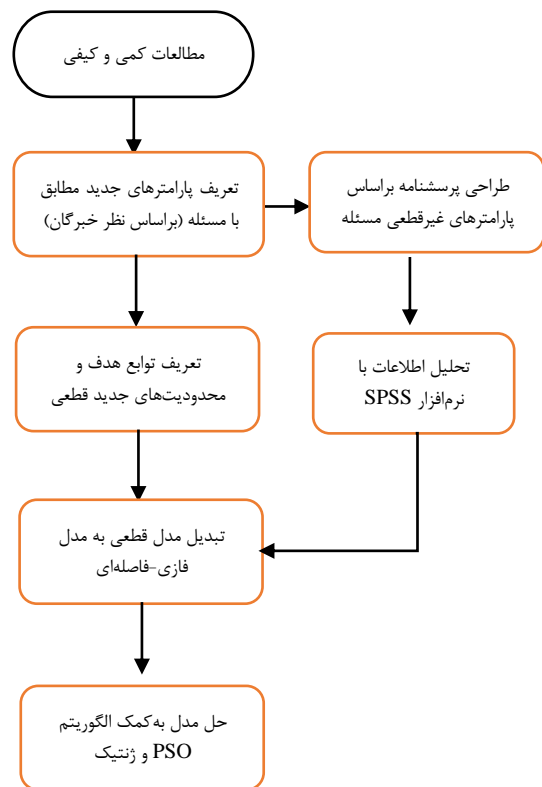 مطالعات کمی و کیفی
تعریف پارامترهای جدید مطابق
با مسئله (براساس نظر خبرگان)
طراحی پرسشنامه براساس
پارامترهای غیرقطعی مسئله
تعریف توابع هدف و
محدودیت‌های جدید قطعی
تحلیل اطلاعات با
نرم‌افزار SPSS
تبدیل مدل قطعی به مدل
فازی-فاصله‌ای
حل مدل به‌کمک الگوریتم
PSO و ژنتیک